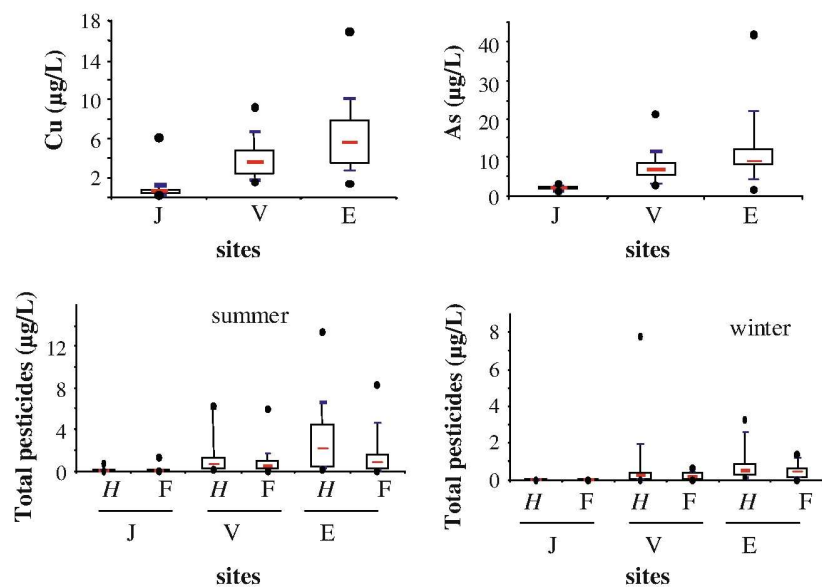 Cu (µg/L)
18
14
10
6
2
J V E
sites
As (µg/L)
40
30
20
10
0
J V E
sites
Total pesticides (µg/L)
summer
12
8
4
0
H F H F H F
J V E
sites
Total pesticides (µg/L)
winter
8
6
4
2
0
H F H F H F
J V E
sites